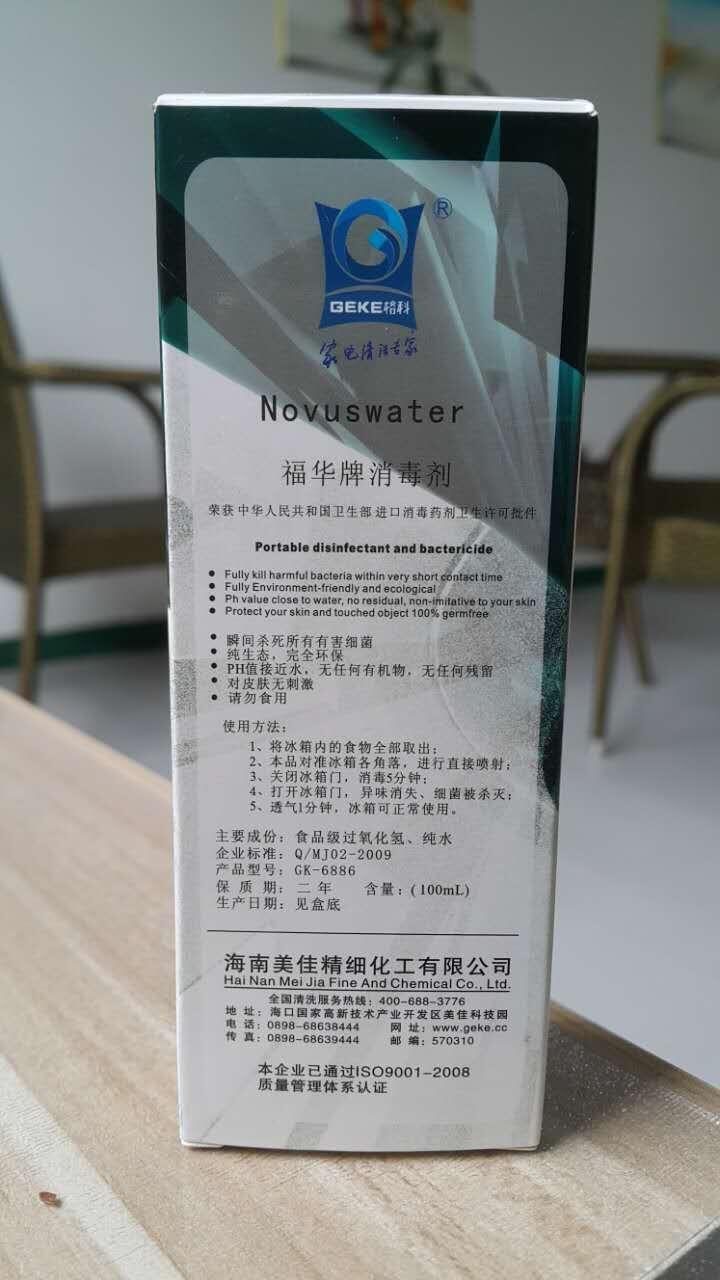 ®
GEKE格科
家电清洁专家
Novuswater
福华牌消毒剂
荣获 中华人民共和国卫生部 进口消毒药剂卫生许可批件
Portable disinfectant and bactericide
● Fully kill harmful bacteria within very short contact time
● Fully Environment-friendly and ecological
● Ph value close to water, no residual, non-imitative to your skin
● Protect your skin and touched object 100% germfree
● 瞬间杀死所有有害细菌
● 纯生态，完全环保
● PH值接近水，无任何有机物，无任何残留
● 对皮肤无刺激
● 请勿食用
使用方法：
1、将冰箱内的食物全部取出；
2、本品对准冰箱各角落，进行直接喷射；
3、关闭冰箱门，消毒5分钟；
4、打开冰箱门，异味消失、细菌被杀灭；
5、透气1分钟，冰箱可正常使用。
主要成份：食品级过氧化氢、纯水
企业标准：Q/MJ02-2009
产品型号：GK-6886
保 质 期：二年 含量：(100mL)
生产日期：见盒底
海南美佳精细化工有限公司
Hai Nan Mei Jia Fine And Chemical Co., Ltd.
全国清洗服务热线：400-688-3776
地 址：海口国家高新技术产业开发区美佳科技园
电 话：0898-68638444 网 址：www.geke.cc
传 真：0898-68639444 邮 编：570310
本企业已通过ISO9001-2008
质量管理体系认证